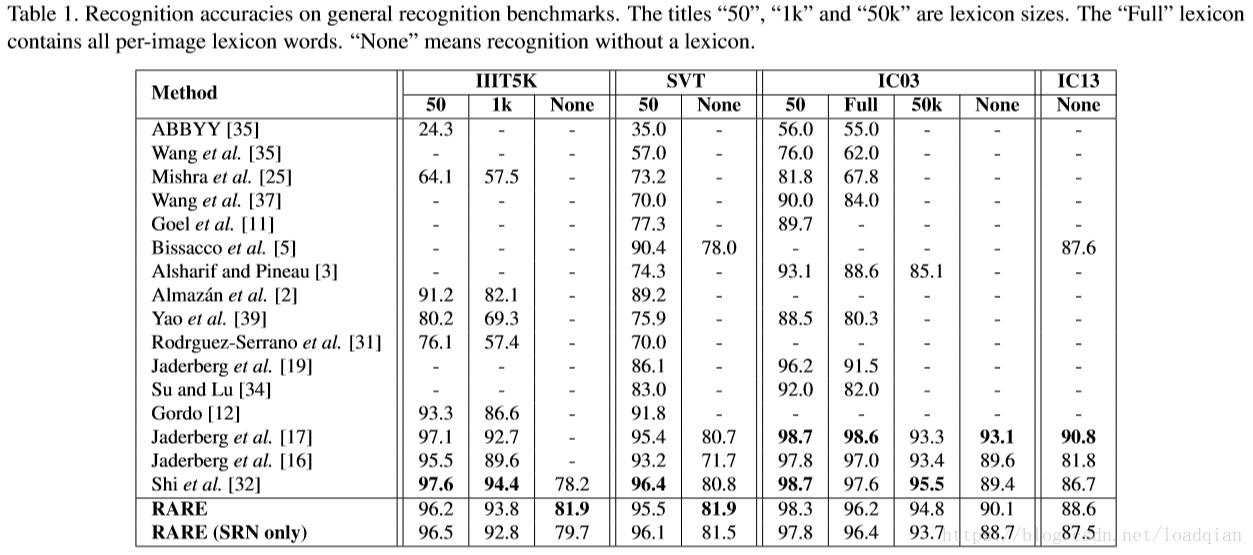 Table 1. Recognition accuracies on general recognition benchmarks. The titles “50”, “1k” and “50k” are lexicon sizes. The “Full” lexicon
contains all per-image lexicon words. “None” means recognition without a lexicon.
Method IIIT5K SVT IC03 IC13
50 1k None 50 None 50 Full 50k None None
ABBYY [35] 24.3 - - 35.0 - 56.0 55.0 - - -
Wang et al. [35] - - - 57.0 - 76.0 62.0 - - -
Mishra et al. [25] 64.1 57.5 - 73.2 - 81.8 67.8 - - -
Wang et al. [37] - - - 70.0 - 90.0 84.0 - - -
Goel et al. [11] - - - 77.3 - 89.7 - - - -
Bissacco et al. [5] - - - 90.4 78.0 - - - - 87.6
Alsharif and Pineau [3] - - - 74.3 - 93.1 88.6 85.1 - -
Almazán et al. [2] 91.2 82.1 - 89.2 - - - - - -
Yao et al. [39] 80.2 69.3 - 75.9 - 88.5 80.3 - - -
Rodrguez-Serrano et al. [31] 76.1 57.4 - 70.0 - - - - - -
Jaderberg et al. [19] - - - 86.1 - 96.2 91.5 - - -
Su and Lu [34] - - - 83.0 - 92.0 82.0 - - -
Gordo [12] 93.3 86.6 - 91.8 - - - - - -
Jaderberg et al. [17] 97.1 92.7 - 95.4 80.7 98.7 98.6 93.3 93.1 90.8
Jaderberg et al. [16] 95.5 89.6 - 93.2 71.7 97.8 97.0 93.4 89.6 81.8
Shi et al. [32] 97.6 94.4 78.2 96.4 80.8 98.7 97.6 95.5 89.4 86.7
RARE 96.2 93.8 81.9 95.5 81.9 98.3 96.2 94.8 90.1 88.6
RARE (SRN only) 96.5 92.8 79.7 96.1 81.5 97.8 96.4 93.7 88.7 87.5